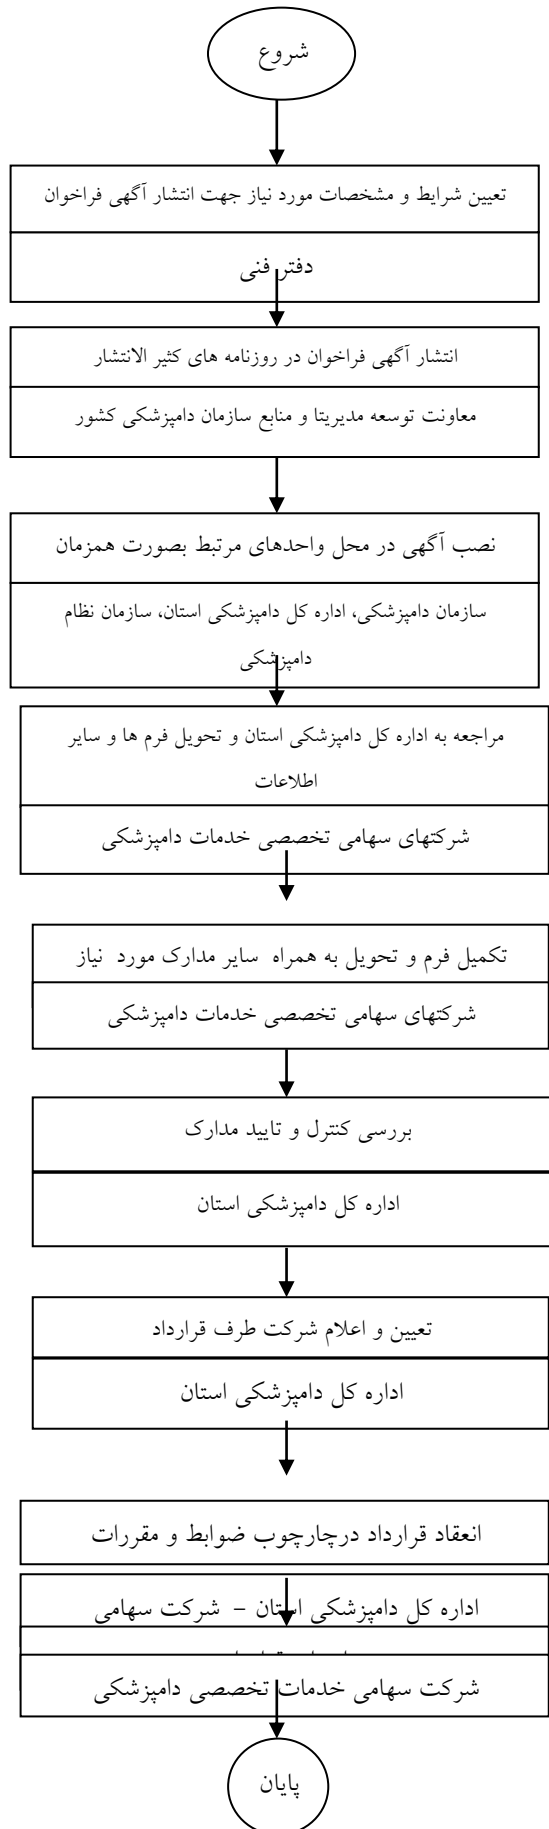 شروع
تعیین شرایط و مشخصات مورد نیاز جهت انتشار آگهی فراخوان
دفتر فنی
انتشار آگهی فراخوان در روزنامه های کثیر الانتشار
معاونت توسعه مدیریتا و منابع سازمان دامپزشکی کشور
نصب آگهی در محل واحدهای مرتبط بصورت همزمان
سازمان دامپزشکی، اداره کل دامپزشکی استان، سازمان نظام
دامپزشکی
مراجعه به اداره کل دامپزشکی استان و تحویل فرم ها و سایر
اطلاعات
شرکتهای سهامی تخصصی خدمات دامپزشکی
تکمیل فرم و تحویل به همراه سایر مدارک مورد نیاز
شرکتهای سهامی تخصصی خدمات دامپزشکی
بررسی کنترل و تایید مدارک
اداره کل دامپزشکی استان
تعیین و اعلام شرکت طرف قرارداد
اداره کل دامپزشکی استان
انعقاد قرارداد درچارچوب ضوابط و مقررات
اداره کل دامپزشکی استان – شرکت سهامی
شرکت سهامی خدمات تخصصی دامپزشکی
پایان